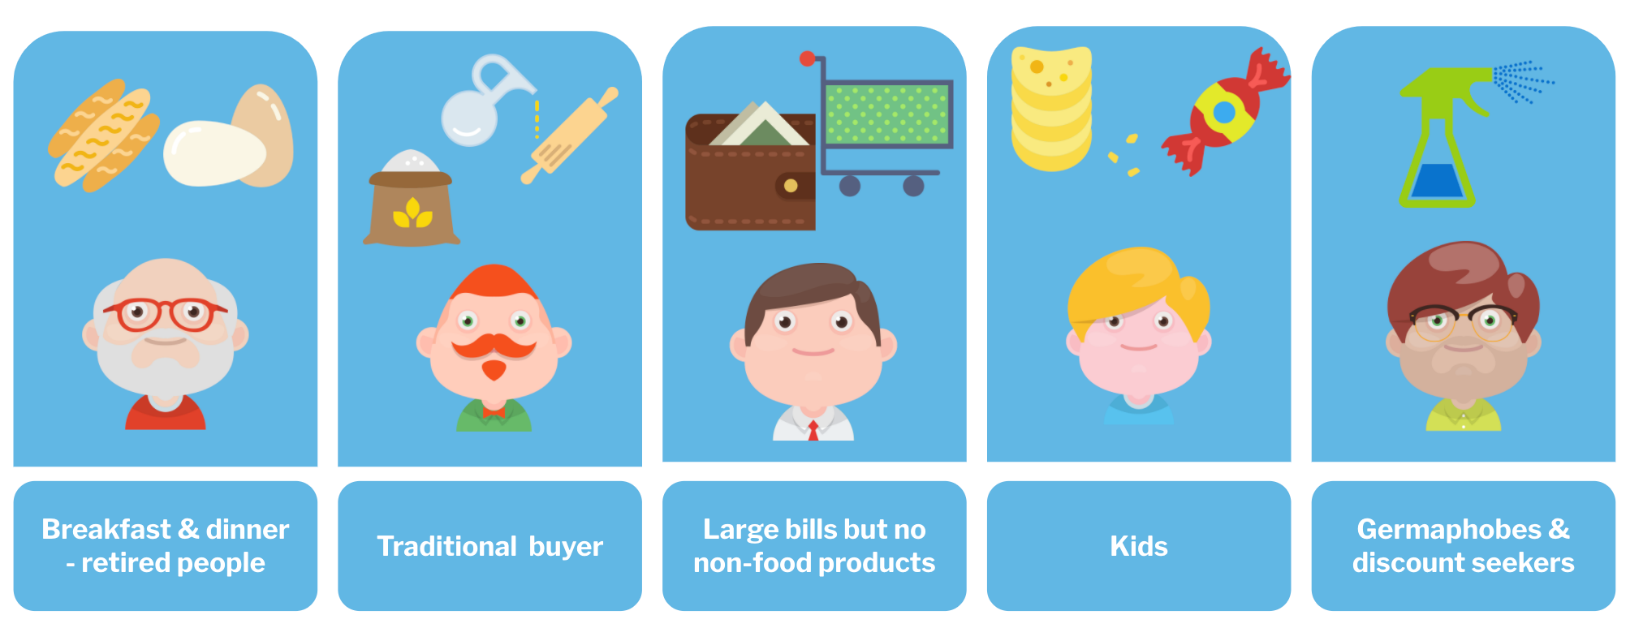 Breakfast & dinner
- retired people
Traditional  buyer
Large bills but no
non-food products
Kids
Germaphobes &
discount seekers